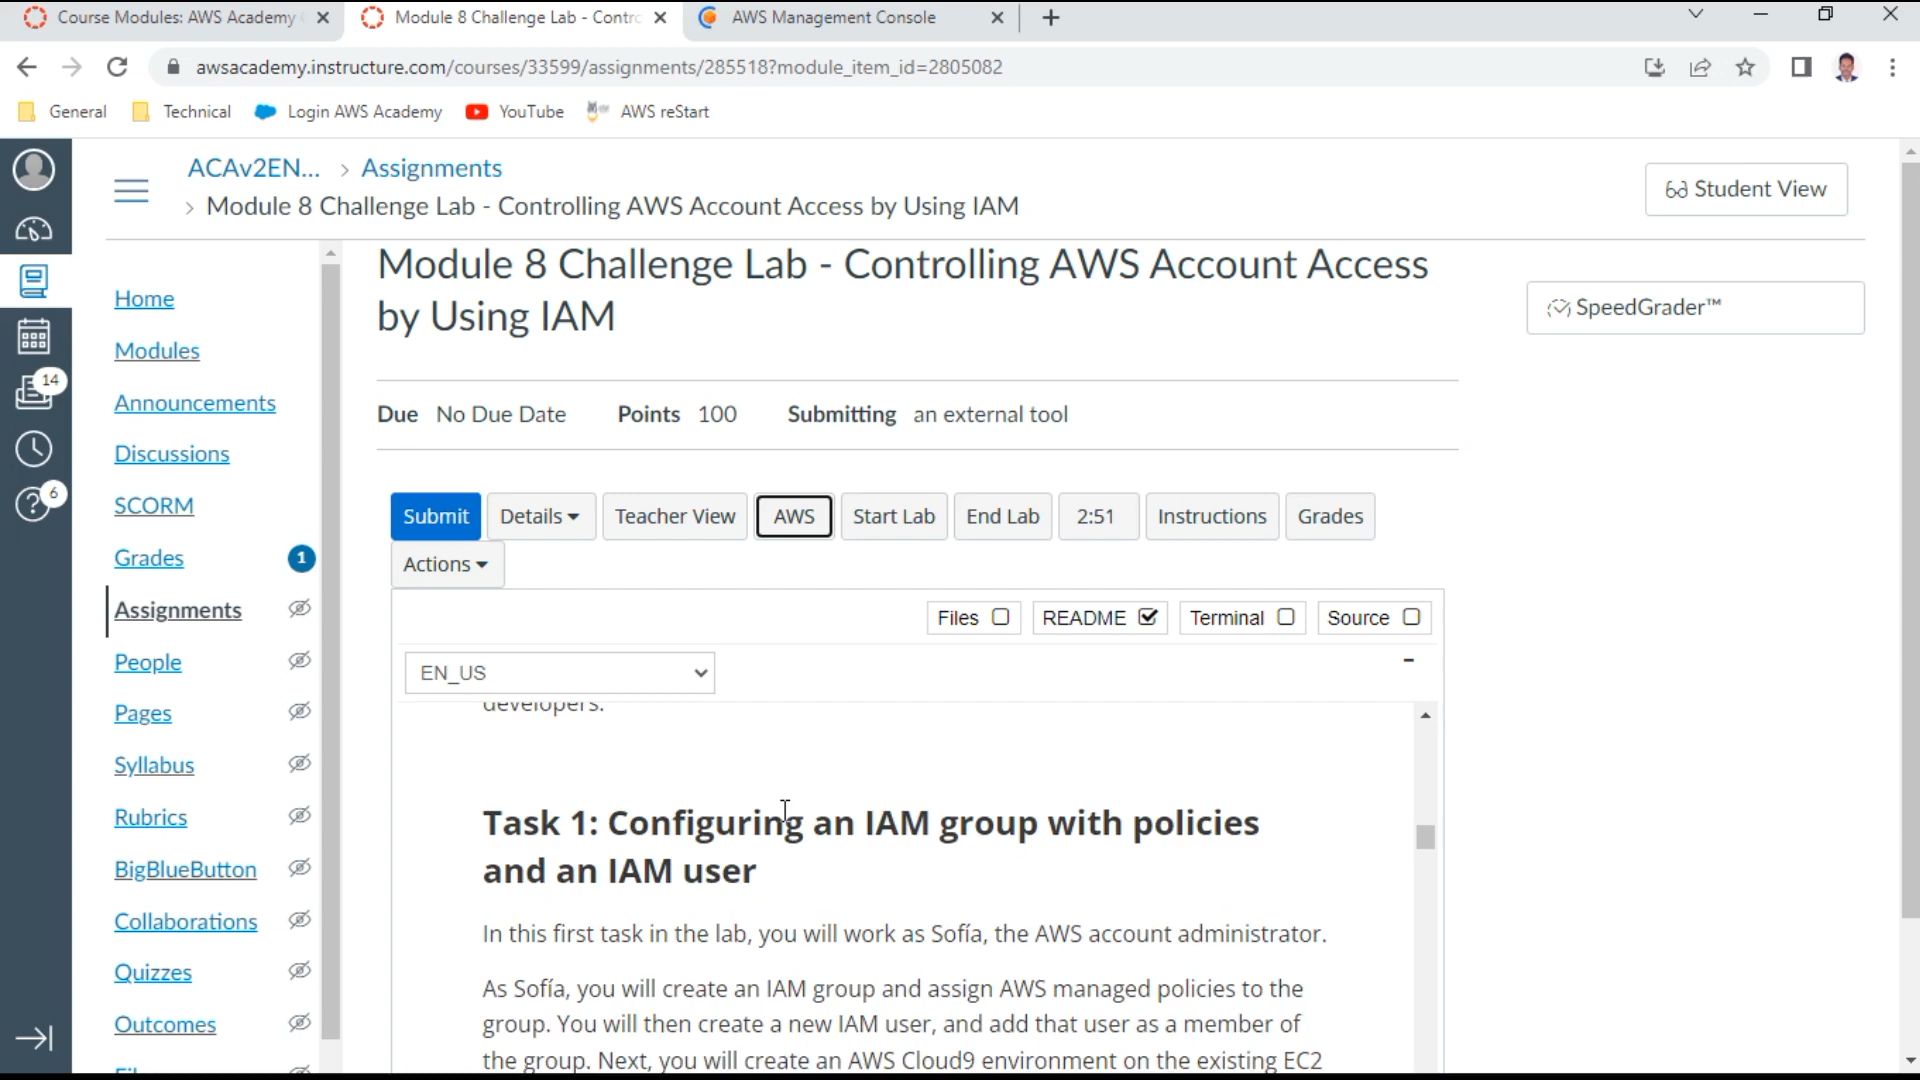 Course Modules: AWS Academy
Module 8 Challenge Lab - Contro
AWS Management Console
awsacademy.instructure.com/courses/33599/assignments/285518?module_item_id=2805082
General
Technical
Login AWS Academy
YouTube
AWS reStart
ACAv2EN... > Assignments
> Module 8 Challenge Lab - Controlling AWS Account Access by Using IAM
Student View
Module 8 Challenge Lab - Controlling AWS Account Access
by Using IAM
SpeedGrader™
Home
Modules
Announcements
Discussions
SCORM
Grades 1
Assignments
People
Pages
Syllabus
Rubrics
BigBlueButton
Collaborations
Quizzes
Outcomes
14
6
Due No Due Date Points 100 Submitting an external tool
Submit Details Teacher View AWS Start Lab End Lab 2:51 Instructions Grades
Actions
Files README Terminal Source
EN_US
developers.
Task 1: Configuring an IAM group with policies
and an IAM user
In this first task in the lab, you will work as Sofía, the AWS account administrator.
As Sofía, you will create an IAM group and assign AWS managed policies to the
group. You will then create a new IAM user, and add that user as a member of
the group. Next, you will create an AWS Cloud9 environment on the existing EC2